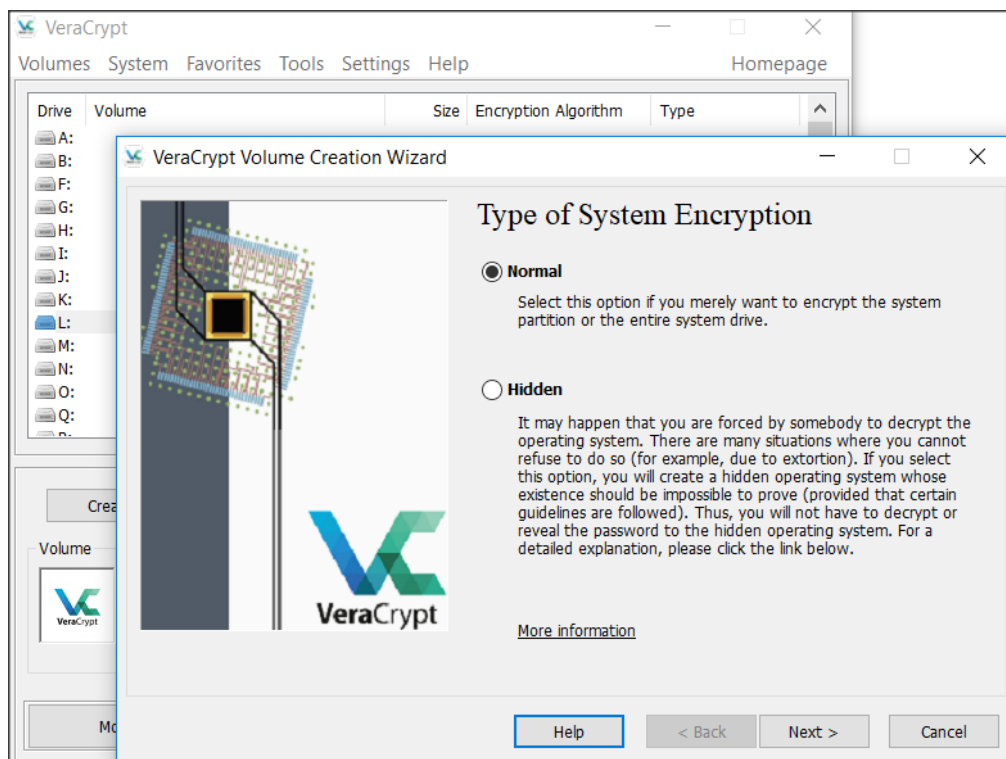 VeraCrypt
Volumes System Favorites Tools Settings Help Homepage
Drive Volume Size Encryption Algorithm Type
A:
B:
F:
G:
H:
I:
J:
K:
L:
M:
N:
O:
Q:
VeraCrypt Volume Creation Wizard
Type of System Encryption
Normal
Select this option if you merely want to encrypt the system
partition or the entire system drive.
Hidden
It may happen that you are forced by somebody to decrypt the
operating system. There are many situations where you cannot
refuse to do so (for example, due to extortion). If you select
this option, you will create a hidden operating system whose
existence should be impossible to prove (provided that certain
guidelines are followed). Thus, you will not have to decrypt or
reveal the password to the hidden operating system. For a
detailed explanation, please click the link below.
More information
VeraCrypt
Help < Back Next > Cancel
Crea
Volume
VeraCrypt
Mo